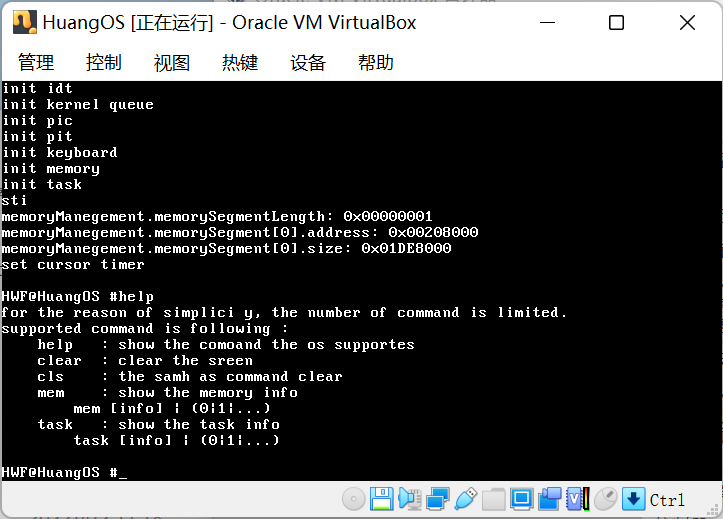 HuangOS [正在运行] - Oracle VM VirtualBox
管理 控制 视图 热键 设备 帮助
init idt
init kernel queue
init pic
init pit
init keyboard
init memory
init task
sti
memoryManegement.memorySegmentLength: 0x00000001
memoryManegement.memorySegment[0].address: 0x00208000
memoryManegement.memorySegment[0].size: 0x01DE8000
set cursor timer
HWF@HuangOS #help
for the reason of simplici y, the number of command is limited.
supported command is following :
help : show the comoand the os supportes
clear : clear the sreen
cls : the samh as command clear
mem : show the memory info
mem [info] | (0|1|...)
task : show the task info
task [info] | (0|1|...)
HWF@HuangOS #_
Ctrl